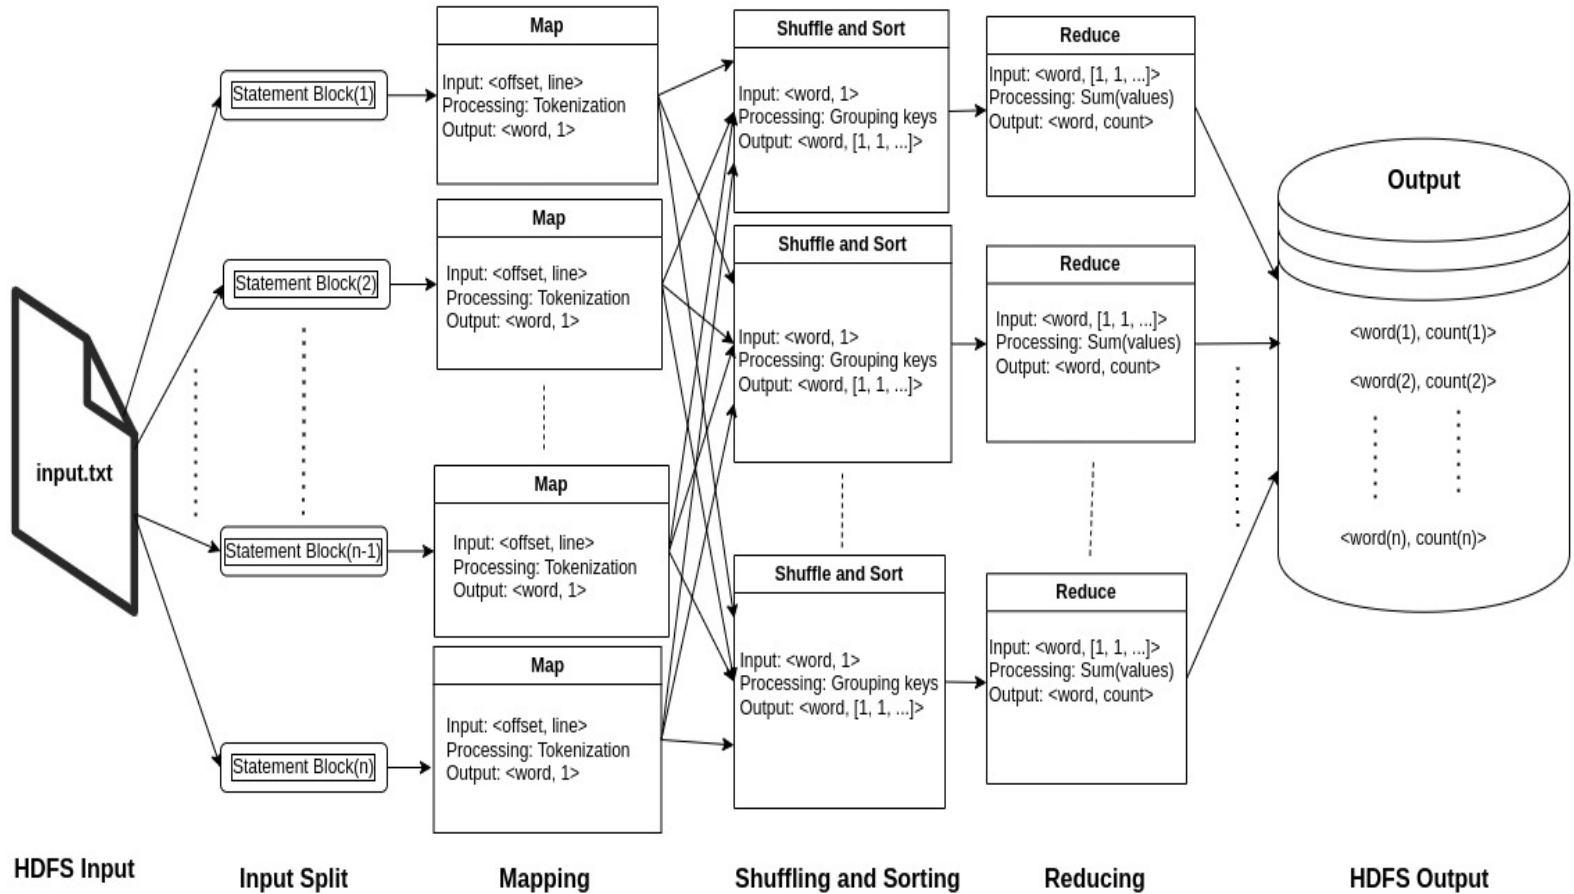 input.txt
HDFS Input
Statement Block(1)
Statement Block(2)
Statement Block(n-1)
Statement Block(n)
Input Split
Map
Input: <offset, line>
Processing: Tokenization
Output: <word, 1>
Map
Input: <offset, line>
Processing: Tokenization
Output: <word, 1>
Map
Input: <offset, line>
Processing: Tokenization
Output: <word, 1>
Map
Input: <offset, line>
Processing: Tokenization
Output: <word, 1>
Mapping
Shuffle and Sort
Input: <word, 1>
Processing: Grouping keys
Output: <word, [1, 1, ...]>
Shuffle and Sort
Input: <word, 1>
Processing: Grouping keys
Output: <word, [1, 1, ...]>
Shuffle and Sort
Input: <word, 1>
Processing: Grouping keys
Output: <word, [1, 1, ...]>
Shuffling and Sorting
Reduce
Input: <word, [1, 1, ...]>
Processing: Sum(values)
Output: <word, count>
Reduce
Input: <word, [1, 1, ...]>
Processing: Sum(values)
Output: <word, count>
Reduce
Input: <word, [1, 1, ...]>
Processing: Sum(values)
Output: <word, count>
Reducing
Output
<word(1), count(1)>
<word(2), count(2)>
<word(n), count(n)>
HDFS Output